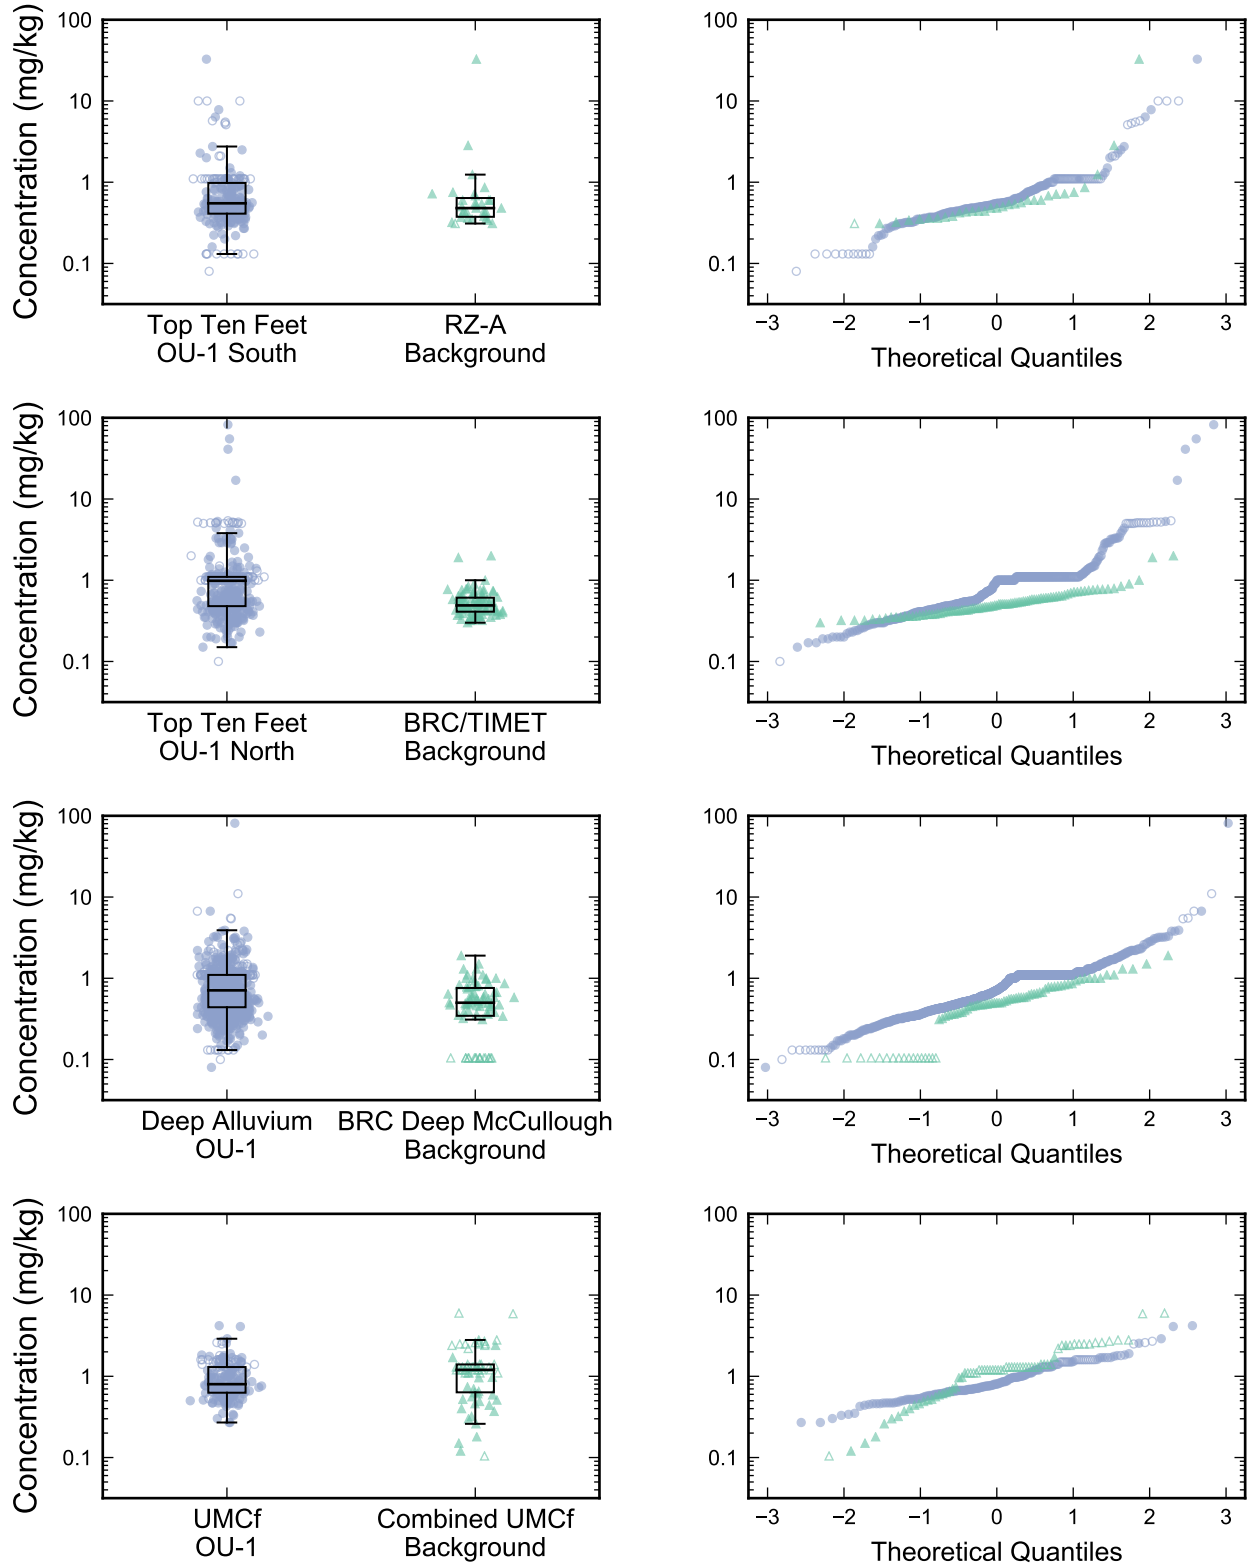 Concentration (mg/kg)
100
10
1
0.1
Top Ten Feet
OU-1 South
RZ-A
Background
100
10
1
0.1
−3 −2 −1 0 1 2 3
Theoretical Quantiles
Concentration (mg/kg)
100
10
1
0.1
Top Ten Feet
OU-1 North
BRC/TIMET
Background
100
10
1
0.1
−3 −2 −1 0 1 2 3
Theoretical Quantiles
Concentration (mg/kg)
100
10
1
0.1
Deep Alluvium
OU-1
BRC Deep McCullough
Background
100
10
1
0.1
−3 −2 −1 0 1 2 3
Theoretical Quantiles
Concentration (mg/kg)
100
10
1
0.1
UMCf
OU-1
Combined UMCf
Background
100
10
1
0.1
−3 −2 −1 0 1 2 3
Theoretical Quantiles